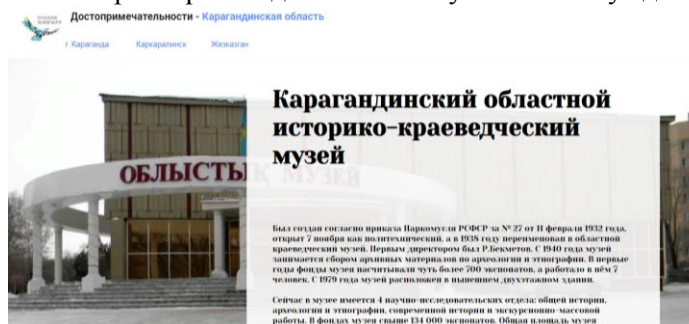 РУХАНИ
ЖАҢҒЫРУ
Достопримечательности - Карагандинская область
г Караганда Каркаралинск Жезказган
Карагандинский областной
историко-краеведческий
музей
ОБЛЫСТЫҚ МУЗЕЙ
Был создан согласно приказа Наркомугля РСФСР за № 27 от 11 февраля 1932 года,
открыт 7 ноября как политехнический, а в 1938 году переименован в областной
краеведческий музей. Первым директором был Р.Бекметов. С 1940 года музей
занимается сбором архивных материалов по археологии и этнографии. В первые
годы фонды музея насчитывали чуть более 700 экспонатов, а работало в нём 7
человек. С 1979 года музей расположен в нынешнем двухэтажном здании.
Сейчас в музее имеется 4 научно-исследовательских отдела: общей истории,
археологии и этнографии, современной истории и экскурсионно-массовой
работы. В фондах музея свыше 134 000 экспонатов. Общая площадь музея